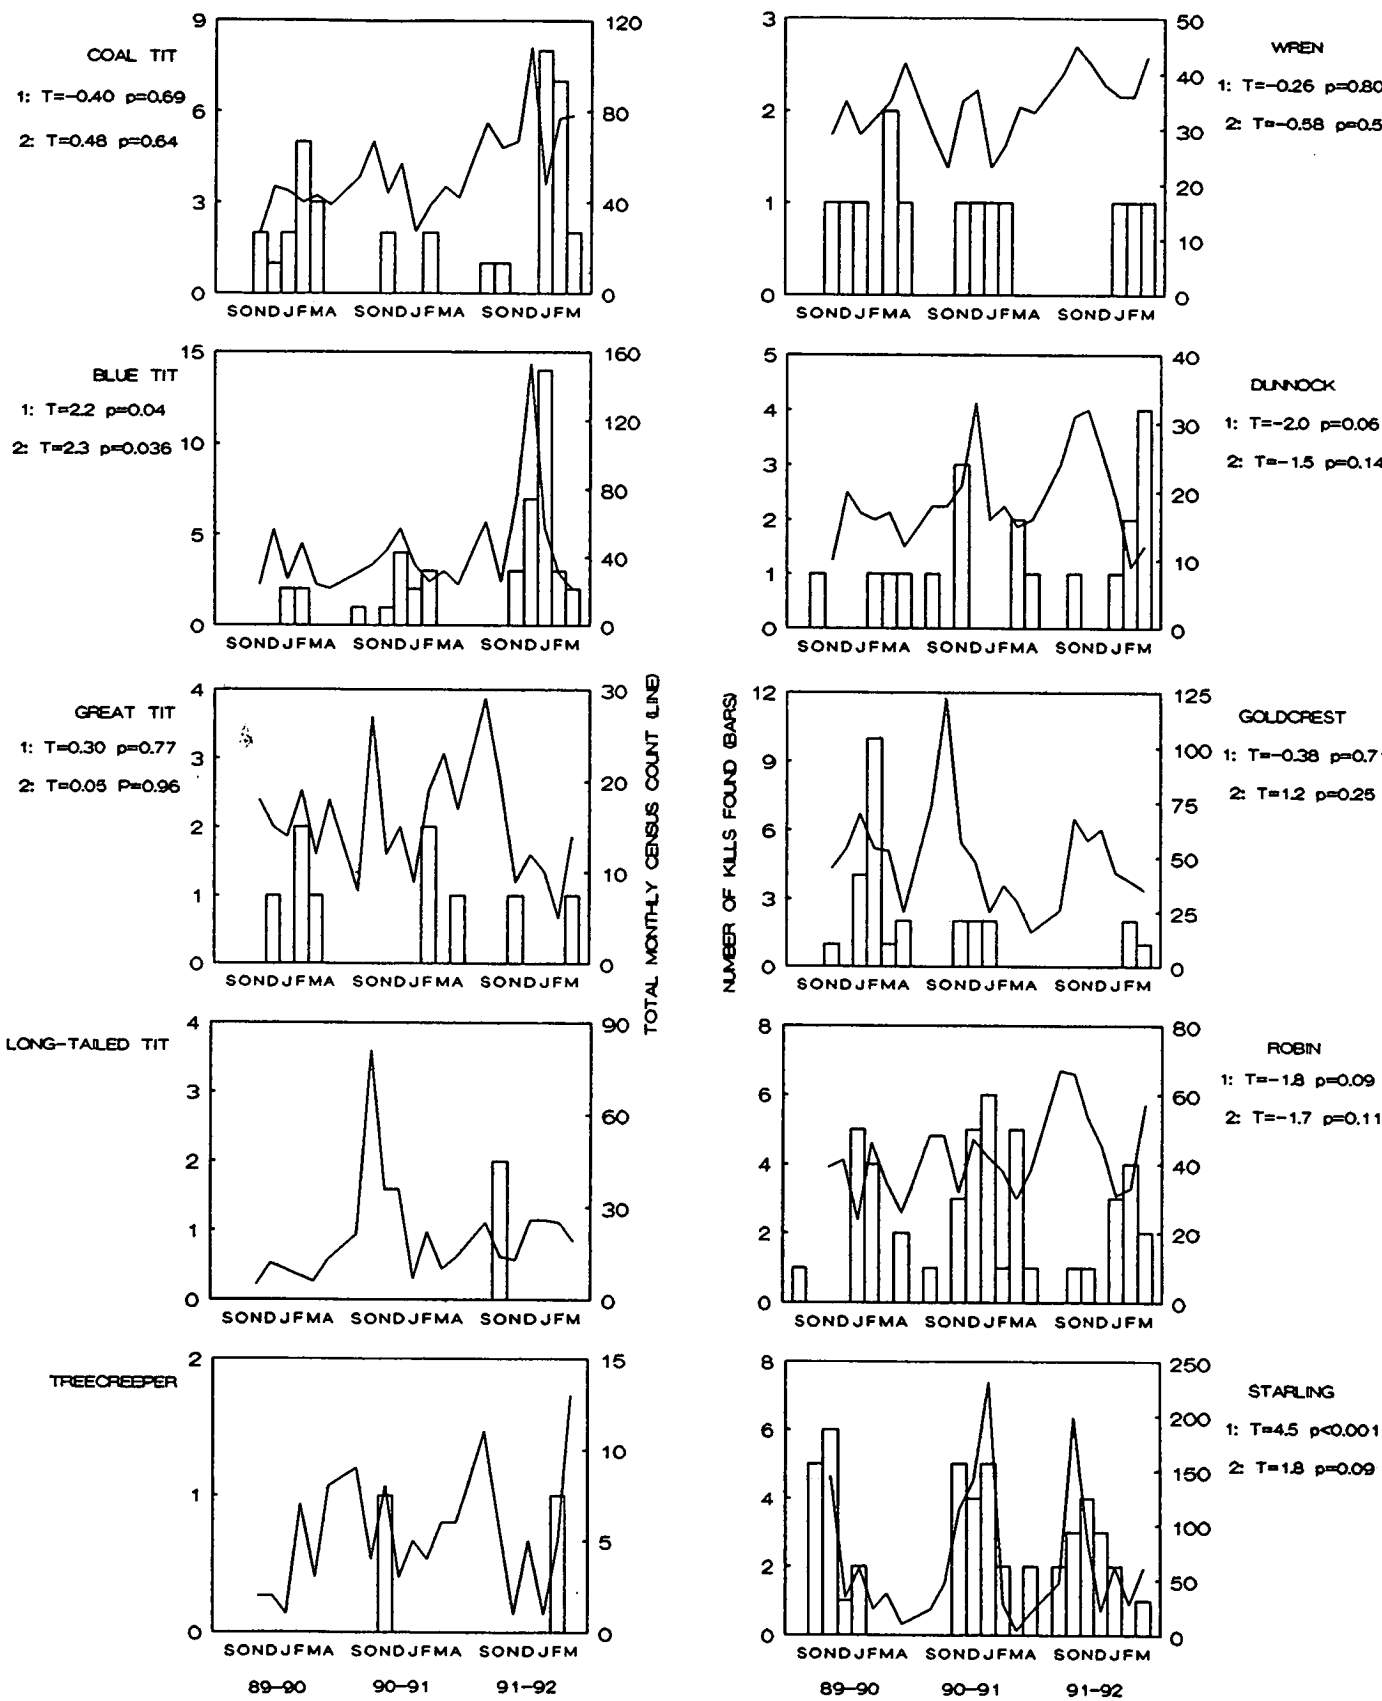 COAL TIT
1: T=-0.40 p=0.69
2: T=0.48 p=0.64
9
6
3
0
120
80
40
0
SONDJFMA SONDJFMA SONDJFM
WREN
1: T=-0.26 p=0.80
2: T=-0.58 p=0.5
3
2
1
0
50
40
30
20
10
0
SONDJFMA SONDJFMA SONDJFM
BLUE TIT
1: T=2.2 p=0.04
2: T=2.3 p=0.036
15
10
5
0
160
120
80
40
0
SONDJFMA SONDJFMA SONDJFM
DUNNOCK
1: T=-2.0 p=0.06
2: T=-1.5 p=0.14
5
4
3
2
1
0
40
30
20
10
0
SONDJFMA SONDJFMA SONDJFM
GREAT TIT
1: T=0.30 p=0.77
2: T=0.05 P=0.96
4
3
2
1
0
30
20
10
0
SONDJFMA SONDJFMA SONDJFM
TOTAL MONTHLY CENSUS COUNT (LINE)
NUMBER OF KILLS FOUND (BARS)
GOLDCREST
1: T=-0.38 p=0.7
2: T=1.2 p=0.25
12
9
6
3
0
125
100
75
50
25
0
SONDJFMA SONDJFMA SONDJFM
LONG-TAILED TIT
4
3
2
1
0
90
60
30
0
SONDJFMA SONDJFMA SONDJFM
ROBIN
1: T=-1.8 p=0.09
2: T=-1.7 p=0.11
8
6
4
2
0
80
60
40
20
0
SONDJFMA SONDJFMA SONDJFM
TREECREEPER
2
1
0
15
10
5
0
SONDJFMA SONDJFMA SONDJFM
89-90 90-91 91-92
STARLING
1: T=4.5 p<0.001
2: T=1.8 p=0.09
8
6
4
2
0
250
200
150
100
50
0
SONDJFMA SONDJFMA SONDJFM
89-90 90-91 91-92